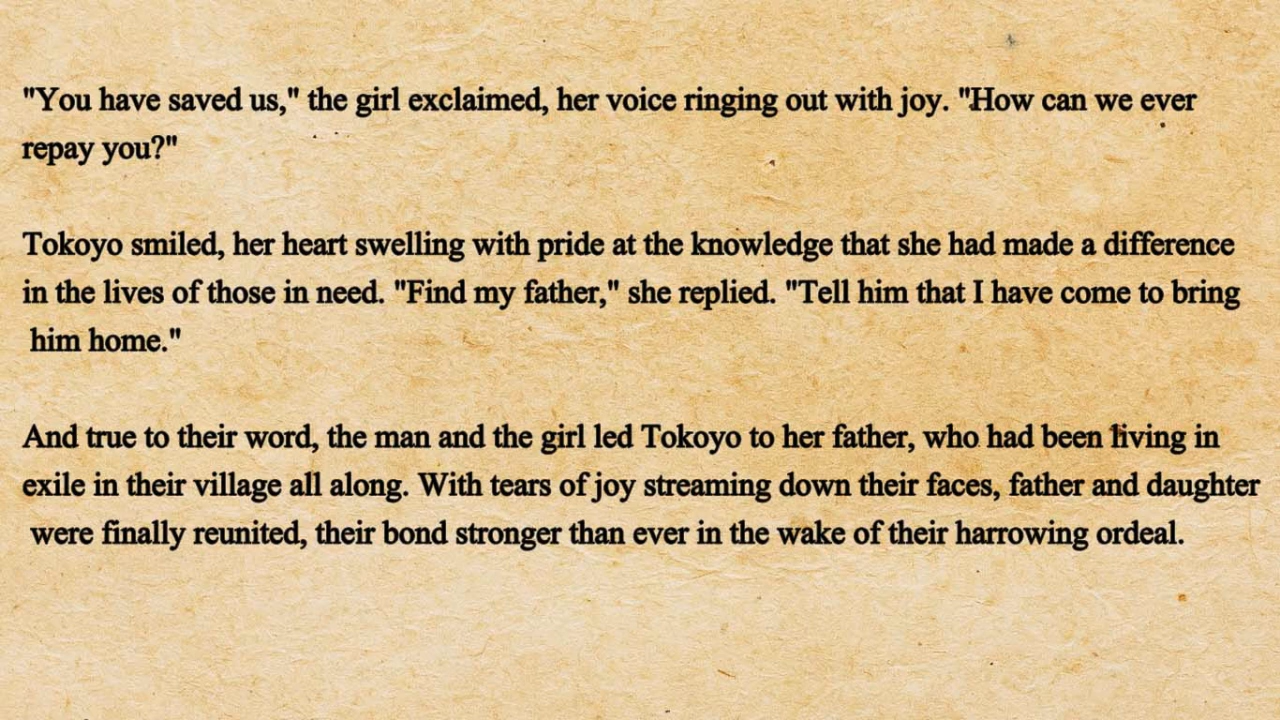 "You have saved us," the girl exclaimed, her voice ringing out with joy. "How can we ever
repay you?"
Tokoyo smiled, her heart swelling with pride at the knowledge that she had made a difference
in the lives of those in need. "Find my father," she replied. "Tell him that I have come to bring
him home."
And true to their word, the man and the girl led Tokoyo to her father, who had been living in
exile in their village all along. With tears of joy streaming down their faces, father and daughter
were finally reunited, their bond stronger than ever in the wake of their harrowing ordeal.